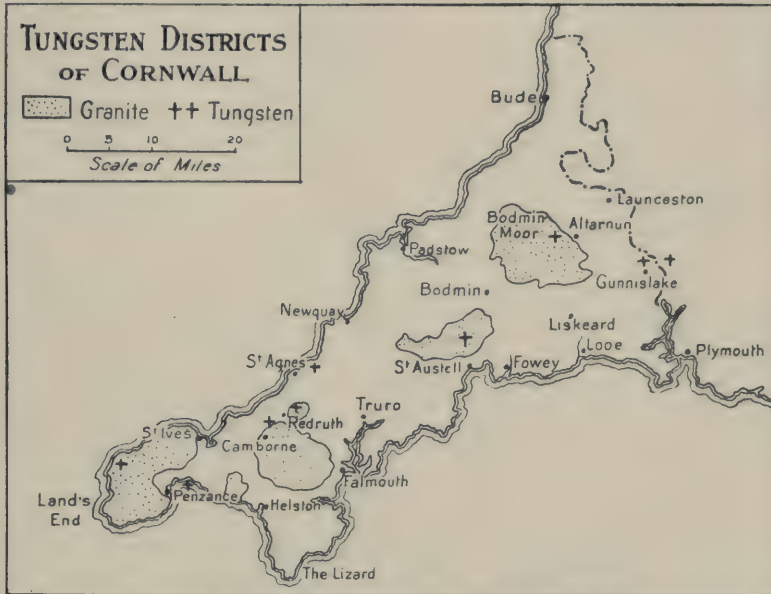 TUNGSTEN DISTRICTS
OF CORNWALL
Granite ++ Tungsten
0 5 10 20
Scale of Miles
Bude
Launceston
Bodmin
Moor
Altarnun
Padstow
Gunnislake
Bodmin
Newquay
Liskeard
Looe
Plymouth
St Agnes
St Austell
Fowey
Truro
Redruth
St Ives
Camborne
Falmouth
Penzance
Land's
End
Helston
The Lizard